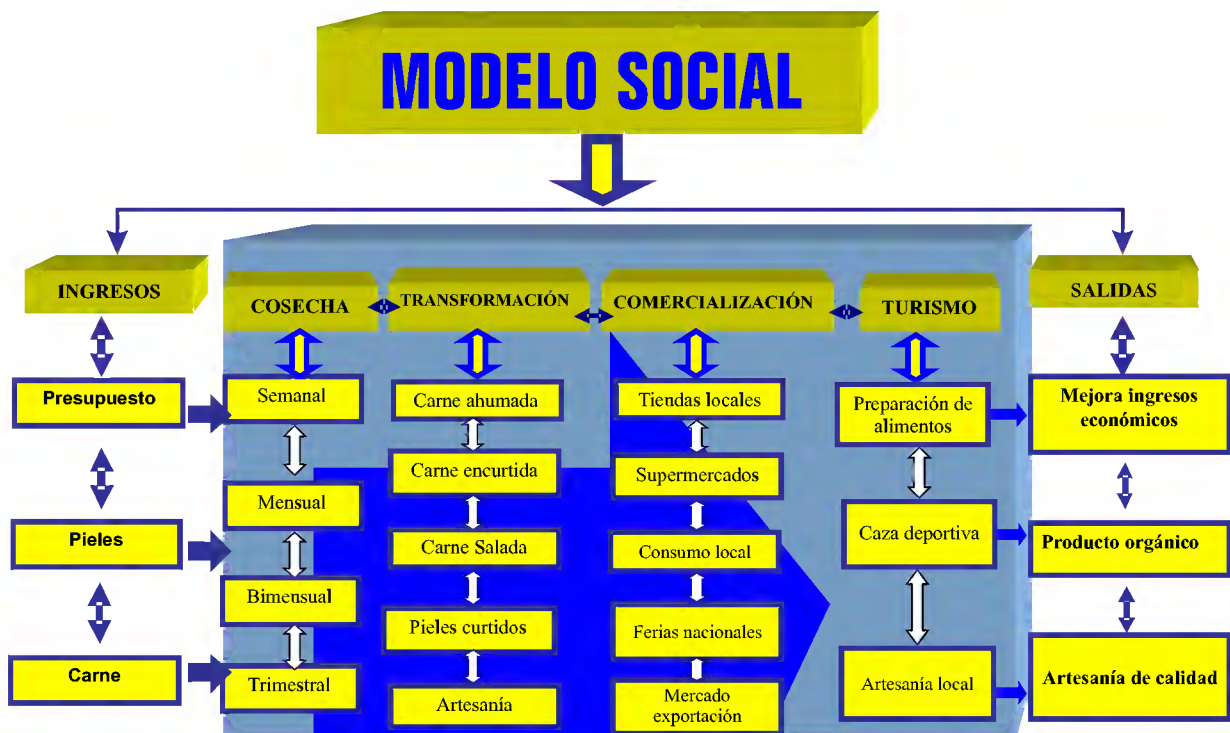 MODELO SOCIAL
INGRESOS
COSECHA
TRANSFORMACIÓN
COMERCIALIZACIÓN
TURISMO
SALIDAS
Presupuesto
Pieles
Carne
Semanal
Mensual
Bimensual
Trimestral
Carne ahumada
Carne encurtida
Carne Salada
Pieles curtidos
Artesanía
Tiendas locales
Supermercados
Consumo local
Ferias nacionales
Mercado
exportación
Preparación de
alimentos
Caza deportiva
Artesanía local
Mejora ingresos
económicos
Producto orgánico
Artesanía de calidad